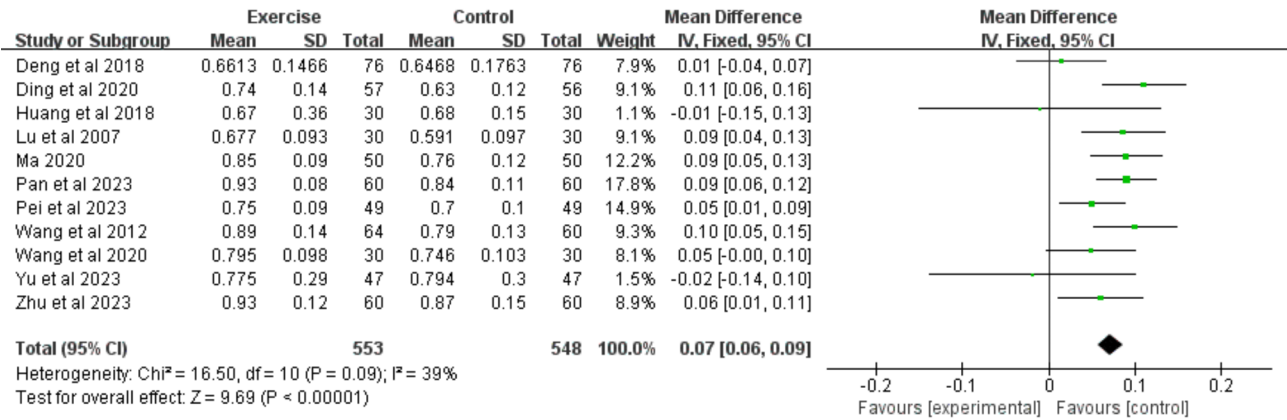 Exercise Control Mean Difference Mean Difference
Study or Subgroup Mean SD Total Mean SD Total Weight IV, Fixed, 95% CI IV, Fixed, 95% CI
Deng et al 2018 0.6613 0.1466 76 0.6468 0.1763 76 7.9% 0.01 [-0.04, 0.07]
Ding et al 2020 0.74 0.14 57 0.63 0.12 56 9.1% 0.11 [0.06, 0.16]
Huang et al 2018 0.67 0.36 30 0.68 0.15 30 1.1% -0.01 [-0.15, 0.13]
Lu et al 2007 0.677 0.093 30 0.591 0.097 30 9.1% 0.09 [0.04, 0.13]
Ma 2020 0.85 0.09 50 0.76 0.12 50 12.2% 0.09 [0.05, 0.13]
Pan et al 2023 0.93 0.08 60 0.84 0.11 60 17.8% 0.09 [0.06, 0.12]
Pei et al 2023 0.75 0.09 49 0.7 0.1 49 14.9% 0.05 [0.01, 0.09]
Wang et al 2012 0.89 0.14 64 0.79 0.13 60 9.3% 0.10 [0.05, 0.15]
Wang et al 2020 0.795 0.098 30 0.746 0.103 30 8.1% 0.05 [-0.00, 0.10]
Yu et al 2023 0.775 0.29 47 0.794 0.3 47 1.5% -0.02 [-0.14, 0.10]
Zhu et al 2023 0.93 0.12 60 0.87 0.15 60 8.9% 0.06 [0.01, 0.11]
Total (95% CI) 553 548 100.0% 0.07 [0.06, 0.09]
Heterogeneity: Chi² = 16.50, df = 10 (P = 0.09); I² = 39%
Test for overall effect: Z = 9.69 (P < 0.00001)
-0.2 -0.1 0 0.1 0.2
Favours [experimental] Favours [control]